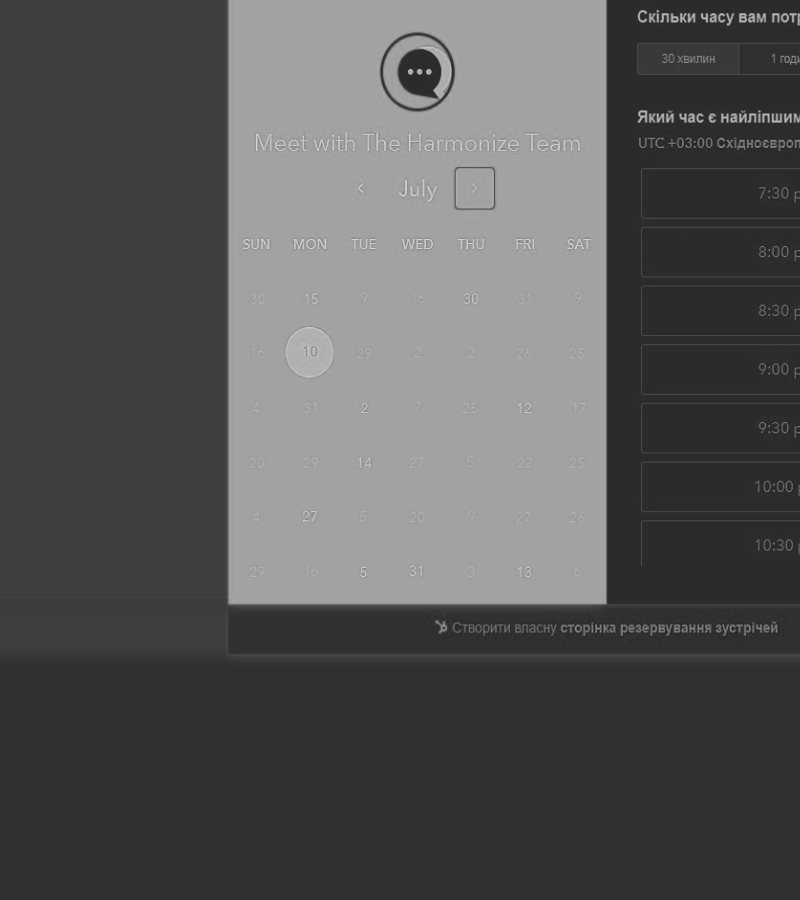 Meet with The Harmonize Team
July
SUN MON TUE WED THU FRI SAT
30 15 9 16 30 31 9
16 10 29 2 2 26 25
4 31 2 7 25 12 17
20 29 14 27 5 22 25
4 27 5 20 9 27 26
29 16 5 31 3 13 6
Скільки часу вам
30 хвилин
1
Який час є найліпшим
UTC +03:00
7:30
8:00
8:30
9:00
9:30
10:00
10:30
Створити власну сторінка резервування зустрічей